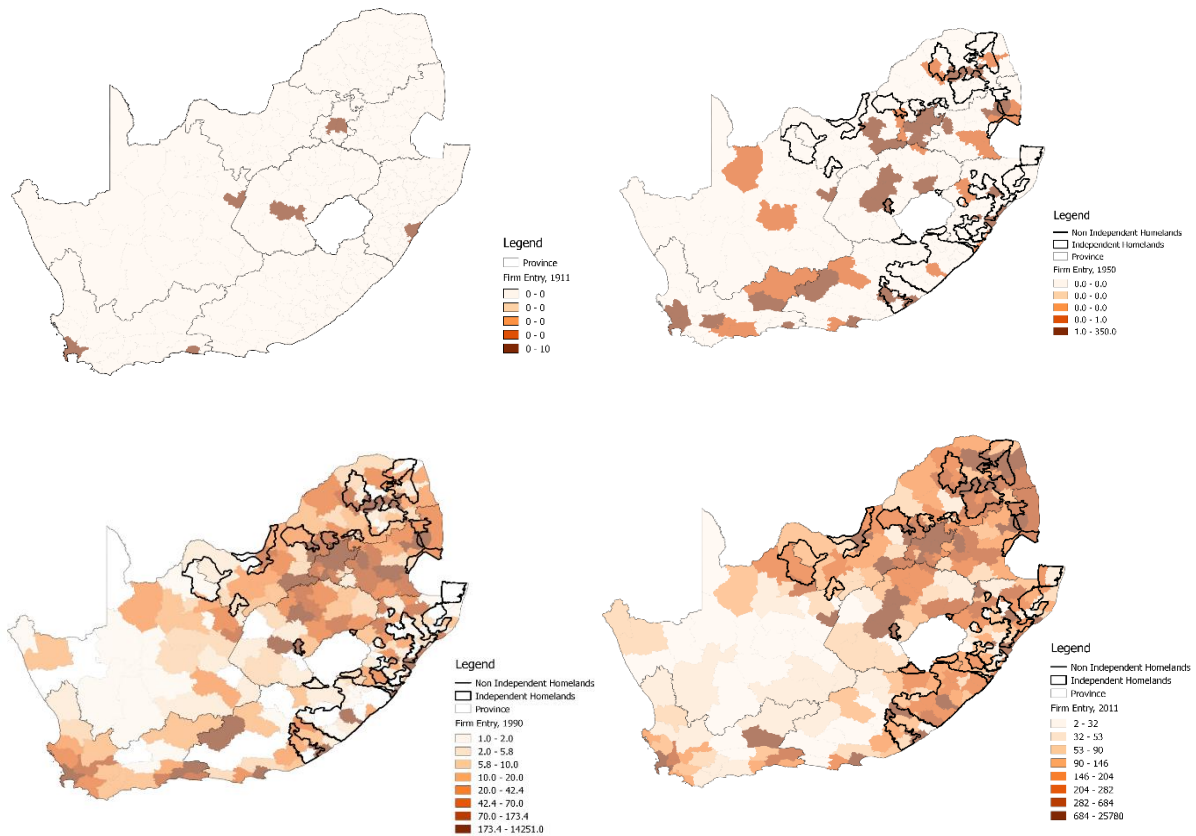 Legend
Province
Firm Entry, 1911
0 - 0
0 - 0
0 - 0
0 - 0
0 - 10
Legend
Non Independent Homelands
Independent Homelands
Province
Firm Entry, 1950
0.0 - 0.0
0.0 - 0.0
0.0 - 0.0
0.0 - 1.0
1.0 - 350.0
Legend
Non Independent Homelands
Independent Homelands
Province
Firm Entry, 1990
1.0 - 2.0
2.0 - 5.8
5.8 - 10.0
10.0 - 20.0
20.0 - 42.4
42.4 - 70.0
70.0 - 173.4
173.4 - 14251.0
Legend
Non Independent Homelands
Independent Homelands
Province
Firm Entry, 2011
2 - 32
32 - 53
53 - 90
90 - 146
146 - 204
204 - 282
282 - 684
684 - 25780